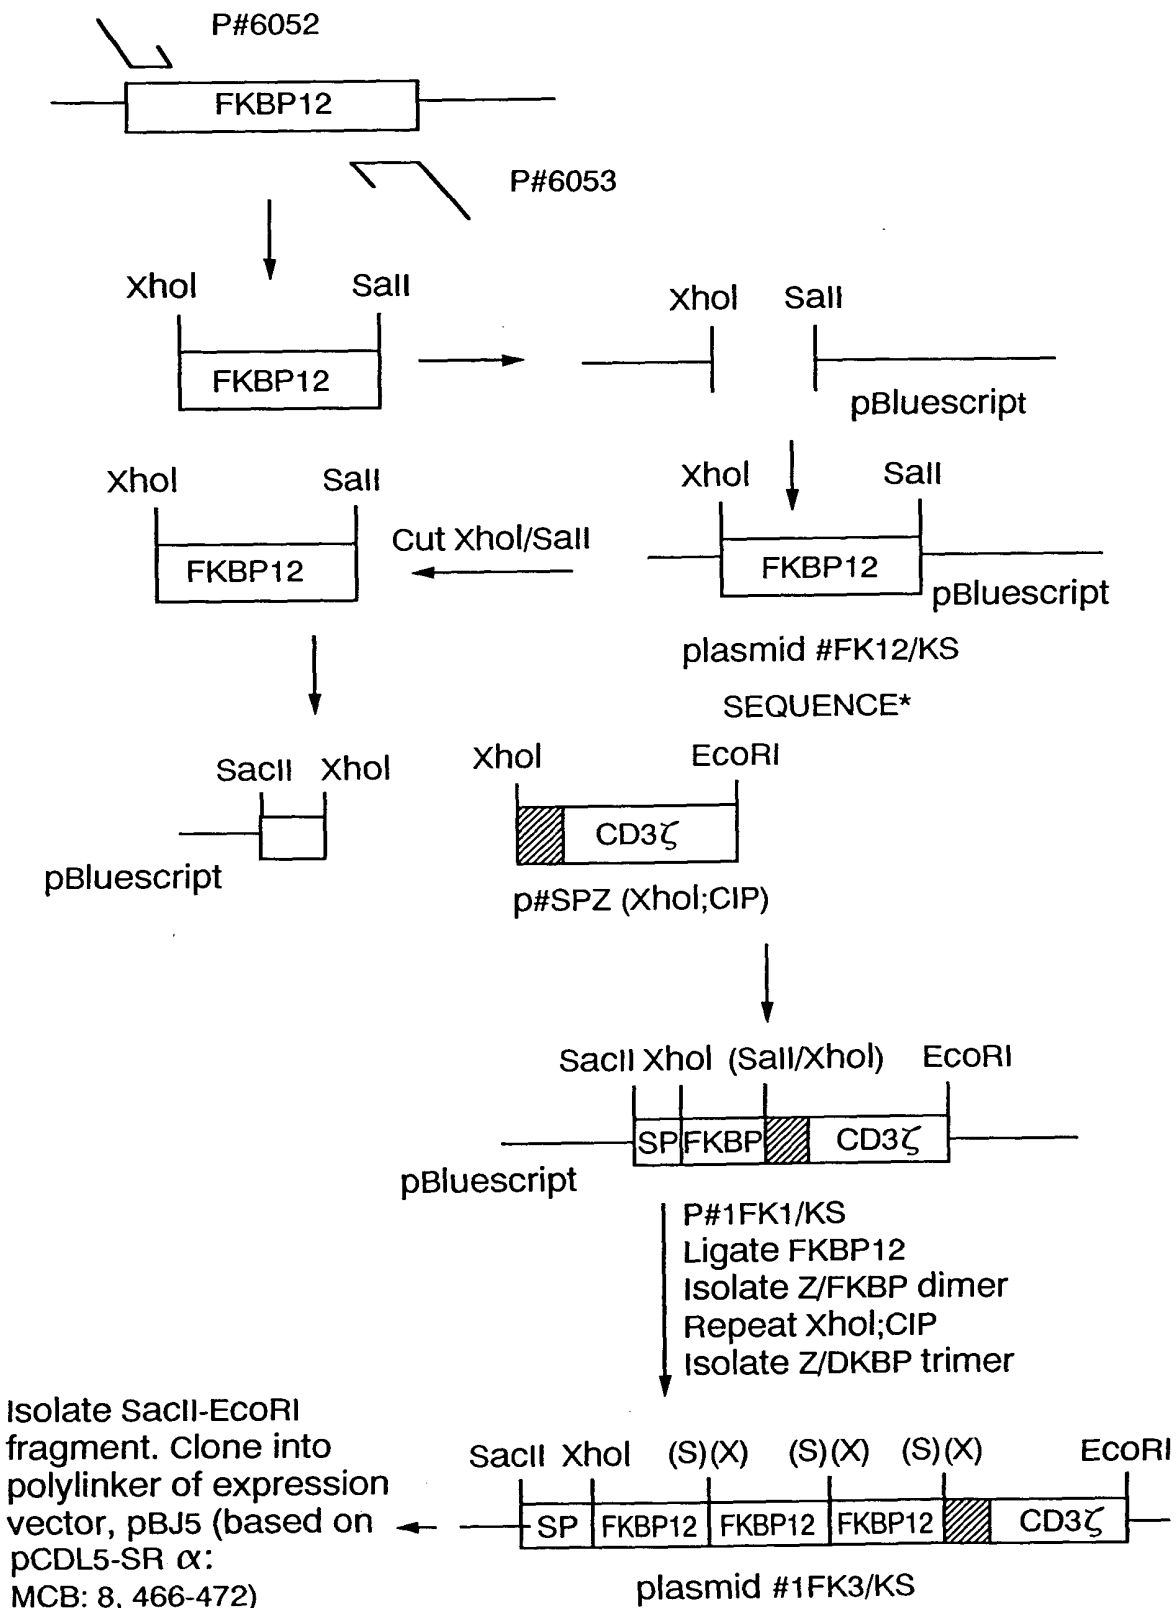 P#6052
FKBP12
P#6053
XhoI SalI
FKBP12
XhoI SalI
pBluescript
XhoI SalI
FKBP12
Cut XhoI/SalI
XhoI SalI
FKBP12
pBluescript
plasmid #FK12/KS
SEQUENCE*
SacII XhoI
pBluescript
XhoI EcoRI
CD3ζ
p#SPZ (XhoI;CIP)
SacII XhoI (SalI/XhoI) EcoRI
SP FKBP CD3ζ
pBluescript
P#1FK1/KS
Ligate FKBP12
Isolate Z/FKBP dimer
Repeat XhoI;CIP
Isolate Z/DKBP trimer
Isolate SacII-EcoRI
fragment. Clone into
polylinker of expression
vector, pBJ5 (based on
pCDL5-SR α:
MCB: 8, 466-472)
SacII XhoI (S)(X) (S)(X) (S)(X) EcoRI
SP FKBP12 FKBP12 FKBP12 CD3ζ
plasmid #1FK3/KS